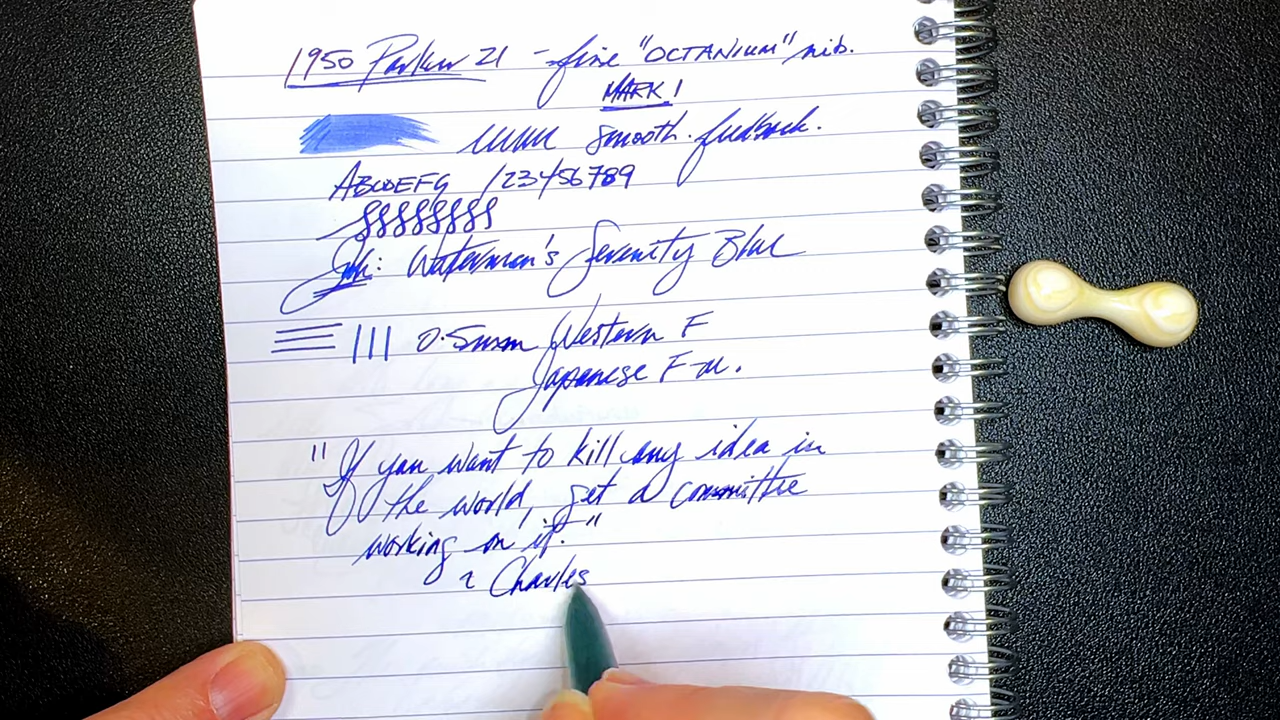 1950 Parker 21 - fine "OCTANIUM" nib.
MARK I
smooth. feedback.
ABCDEFG 123456789
Ink: Waterman's Serenity Blue
0.5mm Western F
Japanese F-M.
"If you want to kill any idea in
the world, get a committee
working on it."
~ Charles